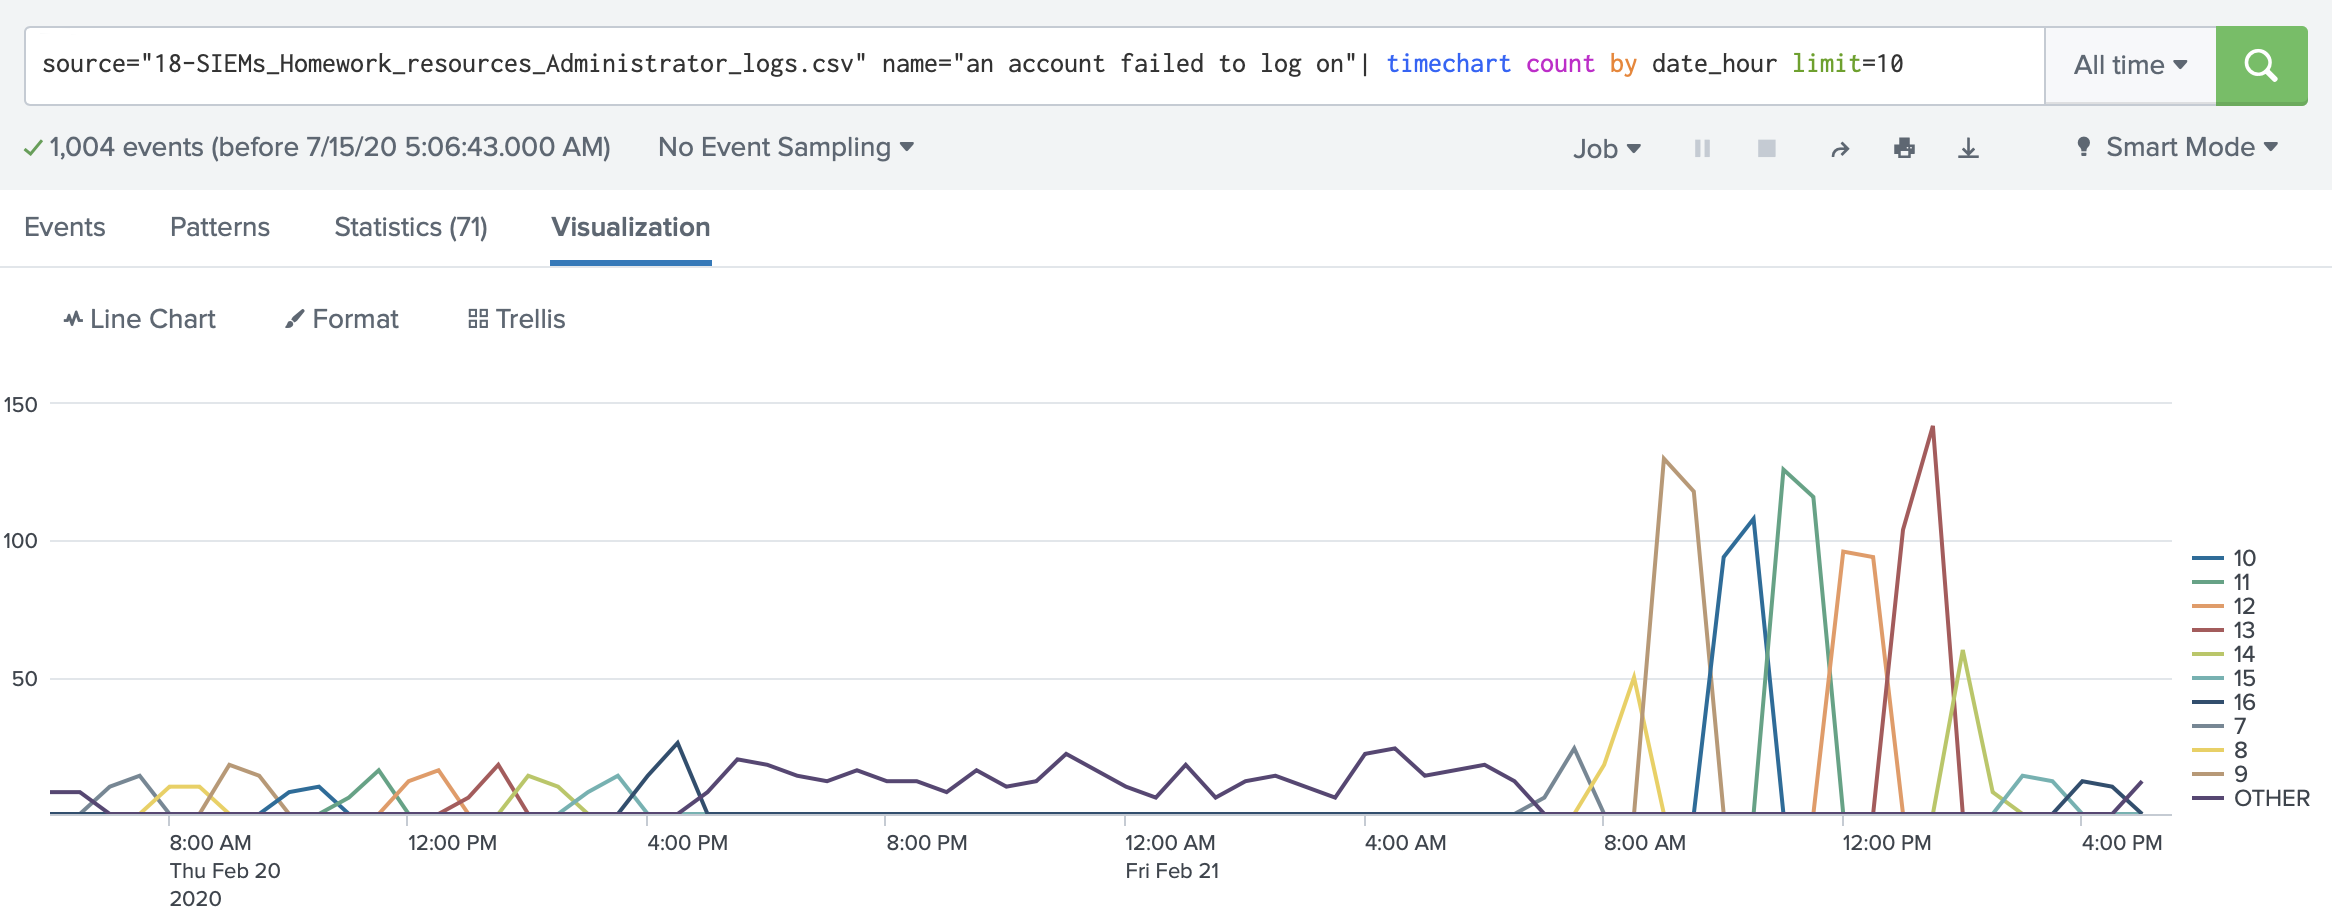 source="18-SIEMs_Homework_resources_Administrator_logs.csv" name="an account failed to log on"| timechart count by date_hour limit=10
All time
1,004 events (before 7/15/20 5:06:43.000 AM)
No Event Sampling
Job
Smart Mode
Events
Patterns
Statistics (71)
Visualization
Line Chart
Format
Trellis
150
100
50
10
11
12
13
14
15
16
7
8
9
OTHER
8:00 AM
Thu Feb 20
2020
12:00 PM
4:00 PM
8:00 PM
12:00 AM
Fri Feb 21
4:00 AM
8:00 AM
12:00 PM
4:00 PM